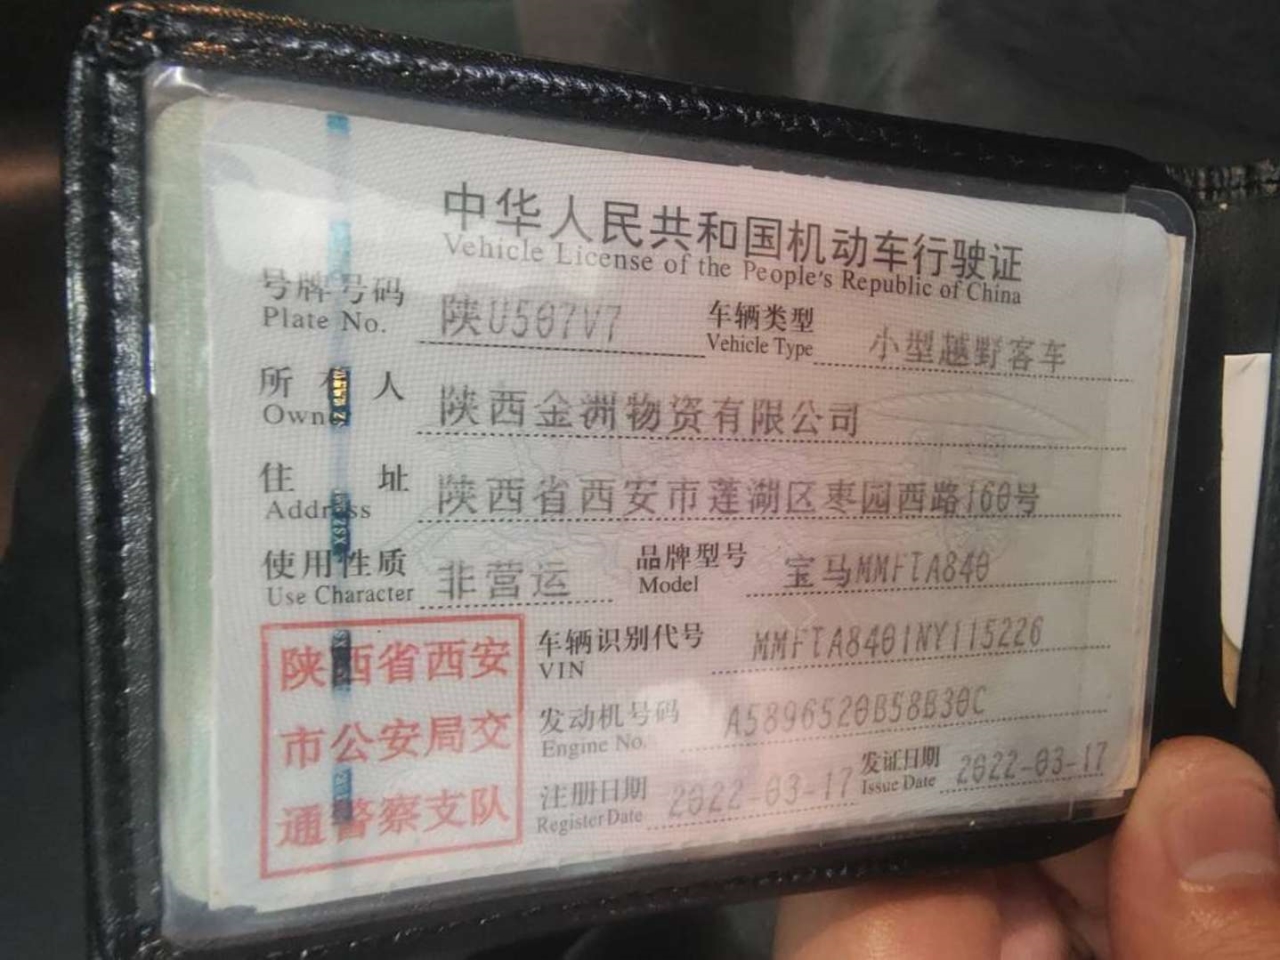 中华人民共和国机动车行驶证
Vehicle License of the People's Republic of China
号牌号码 陕U507V7 车辆类型 小型越野客车
Plate No. Vehicle Type
所 人 陕西金洲物资有限公司
住 址 陕西省西安市莲湖区枣园西路160号
Address
使用性质 非营运 品牌型号 宝马MMFTA840
Use Character Model
车辆识别代号 MMFTA8401NY115226
VIN
发动机号码 A5896520B58B30C
Engine No.
注册日期 2022-03-17 发证日期 2022-03-17
Register Date Issue Date
陕西省西安
市公安局交
通警察支队